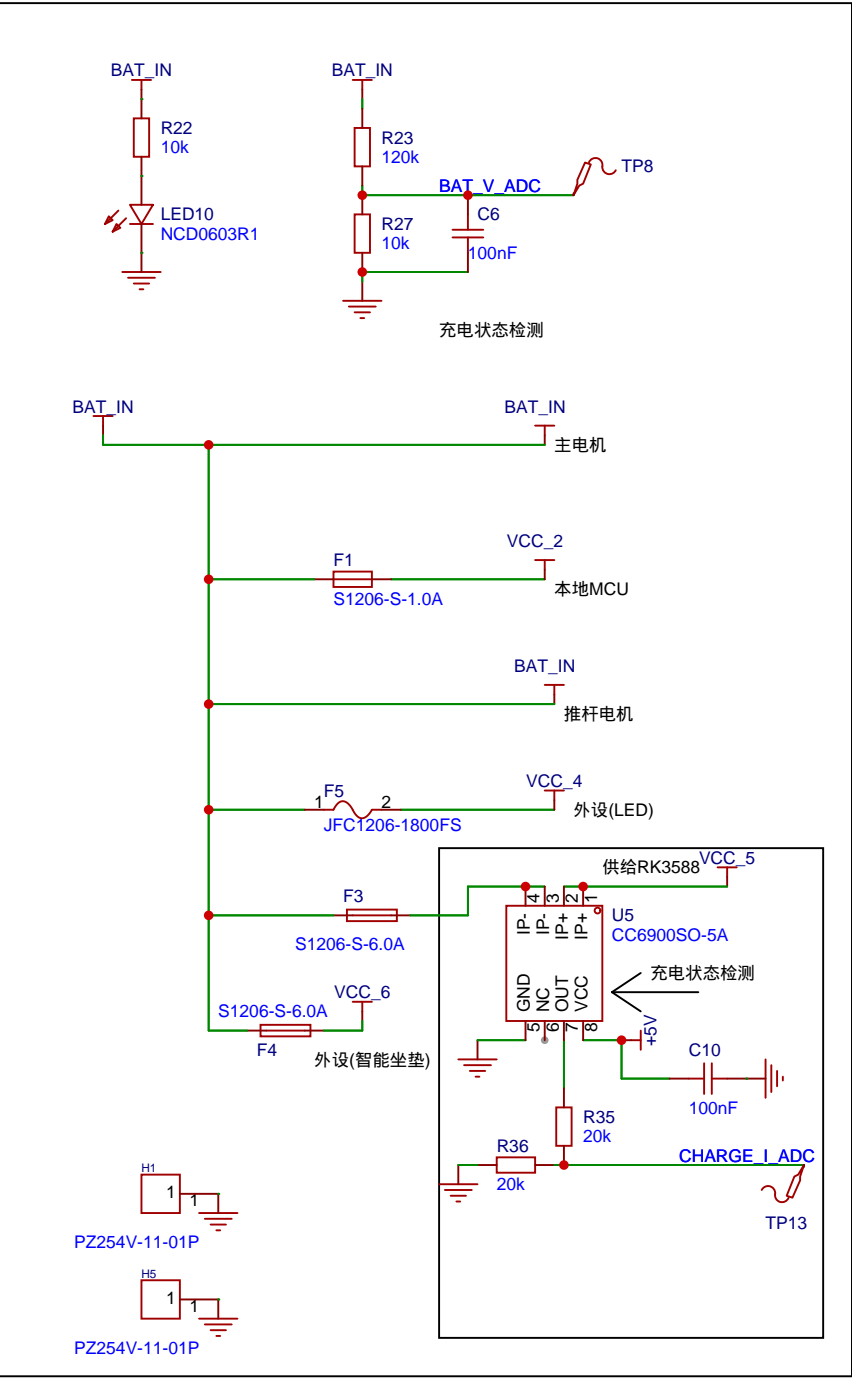 BAT_IN
R22
10k
LED10
NCD0603R1
BAT_IN
R23
120k
BAT_V_ADC
TP8
R27
10k
C6
100nF
充电状态检测
BAT_IN
BAT_IN
主电机
VCC_2
F1
S1206-S-1.0A
本地MCU
BAT_IN
推杆电机
VCC_4
F5
1
2
JFC1206-1800FS
外设(LED)
供给RK3588
VCC_5
F3
S1206-S-6.0A
4
3
2
1
IP-
IP-
IP+
IP+
U5
CC6900SO-5A
GND
NC
OUT
VCC
5
6
7
8
充电状态检测
S1206-S-6.0A
VCC_6
F4
外设(智能坐垫)
+5V
C10
100nF
R35
20k
R36
20k
CHARGE_I_ADC
TP13
H1
1
1
PZ254V-11-01P
H5
1
1
PZ254V-11-01P